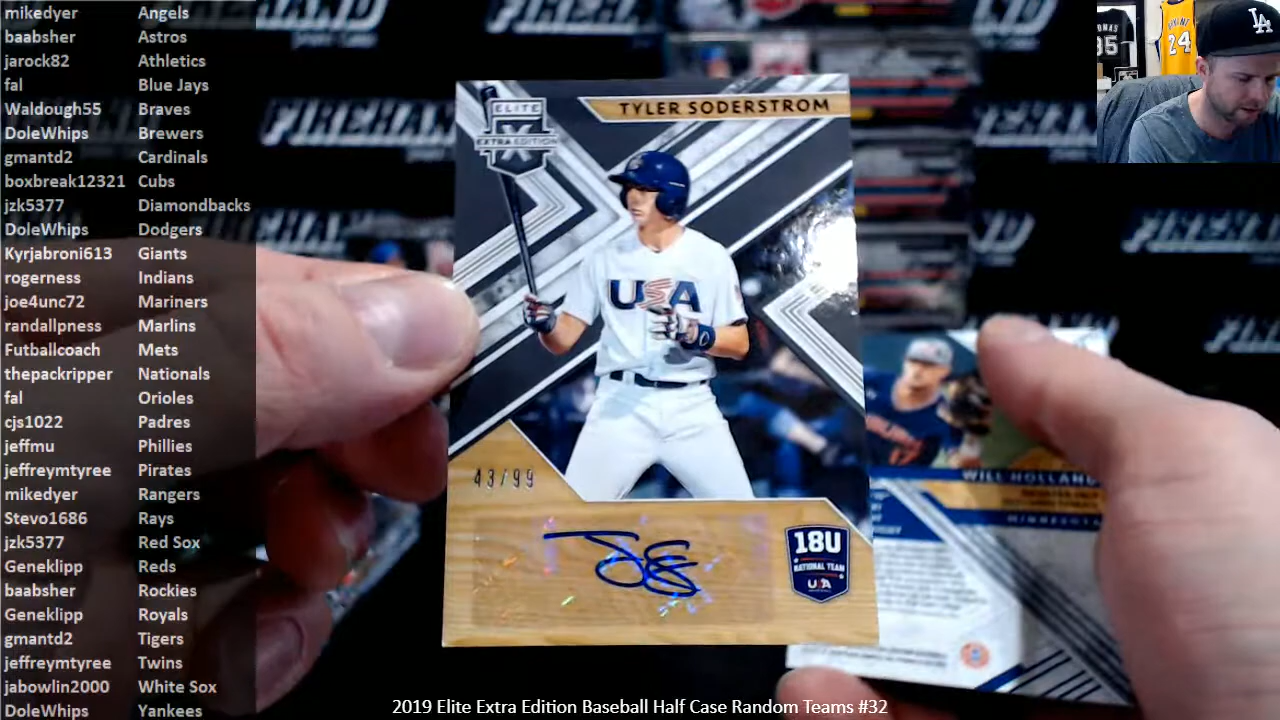 mikedyer Angels
baabsher Astros
jarock82 Athletics
fal Blue Jays
Waldough55 Braves
DoleWhips Brewers
gmantd2 Cardinals
boxbreak12321 Cubs
jzk5377 Diamondbacks
DoleWhips Dodgers
Kyrjabroni613 Giants
rogerness Indians
joe4unc72 Mariners
randallpness Marlins
Futballcoach Mets
thepackripper Nationals
fal Orioles
cjs1022 Padres
jeffmu Phillies
jeffreymtyree Pirates
mikedyer Rangers
Stevo1686 Rays
jzk5377 Red Sox
Geneklipp Reds
baabsher Rockies
Geneklipp Royals
gmantd2 Tigers
jeffreymtyree Twins
jabowlin2000 White Sox
DoleWhips Yankees
ELITE
EXTRA EDITION
X
TYLER SODERSTROM
USA
43/99
18U
NATIONAL TEAM
USA
WILL HOLLAND
MINNESOTA
FIREHAND
LA
24
2019 Elite Extra Edition Baseball Half Case Random Teams #32